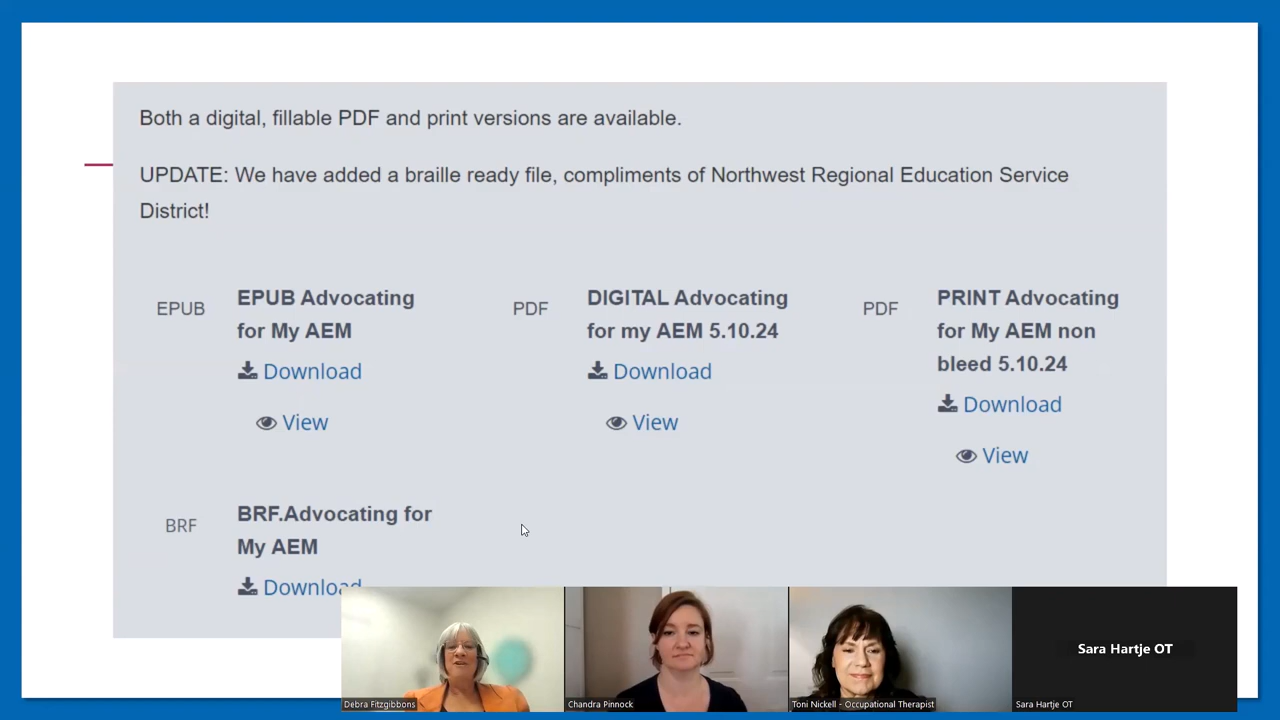 Both a digital, fillable PDF and print versions are available.
UPDATE: We have added a braille ready file, compliments of Northwest Regional Education Service
District!
EPUB
EPUB Advocating
for My AEM
Download
View
PDF
DIGITAL Advocating
for my AEM 5.10.24
Download
View
PDF
PRINT Advocating
for My AEM non
bleed 5.10.24
Download
View
BRF
BRF.Advocating for
My AEM
Download
Debra Fitzgibbons
Chandra Pinnock
Toni Nickell - Occupational Therapist
Sara Hartje OT
Sara Hartje OT